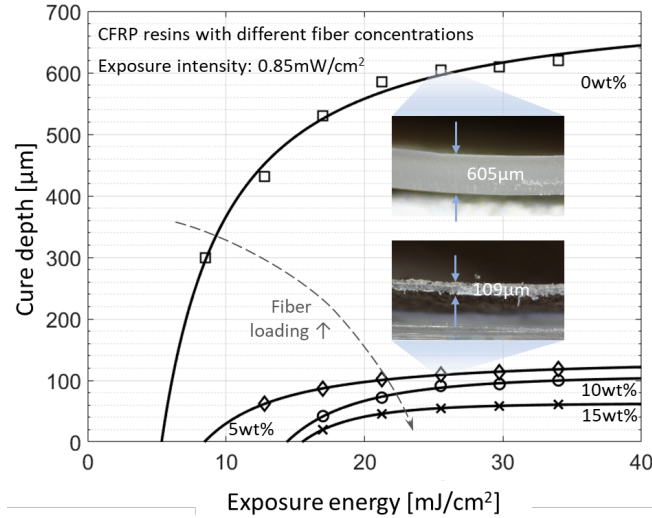 700
CFRP resins with different fiber concentrations
Exposure intensity: 0.85mW/cm²
600
0wt%
500
605μm
400
300
109μm
Fiber
loading ↑
200
100
10wt%
5wt%
15wt%
0
0 10 20 30 40
Cure depth [μm]
Exposure energy [mJ/cm²]